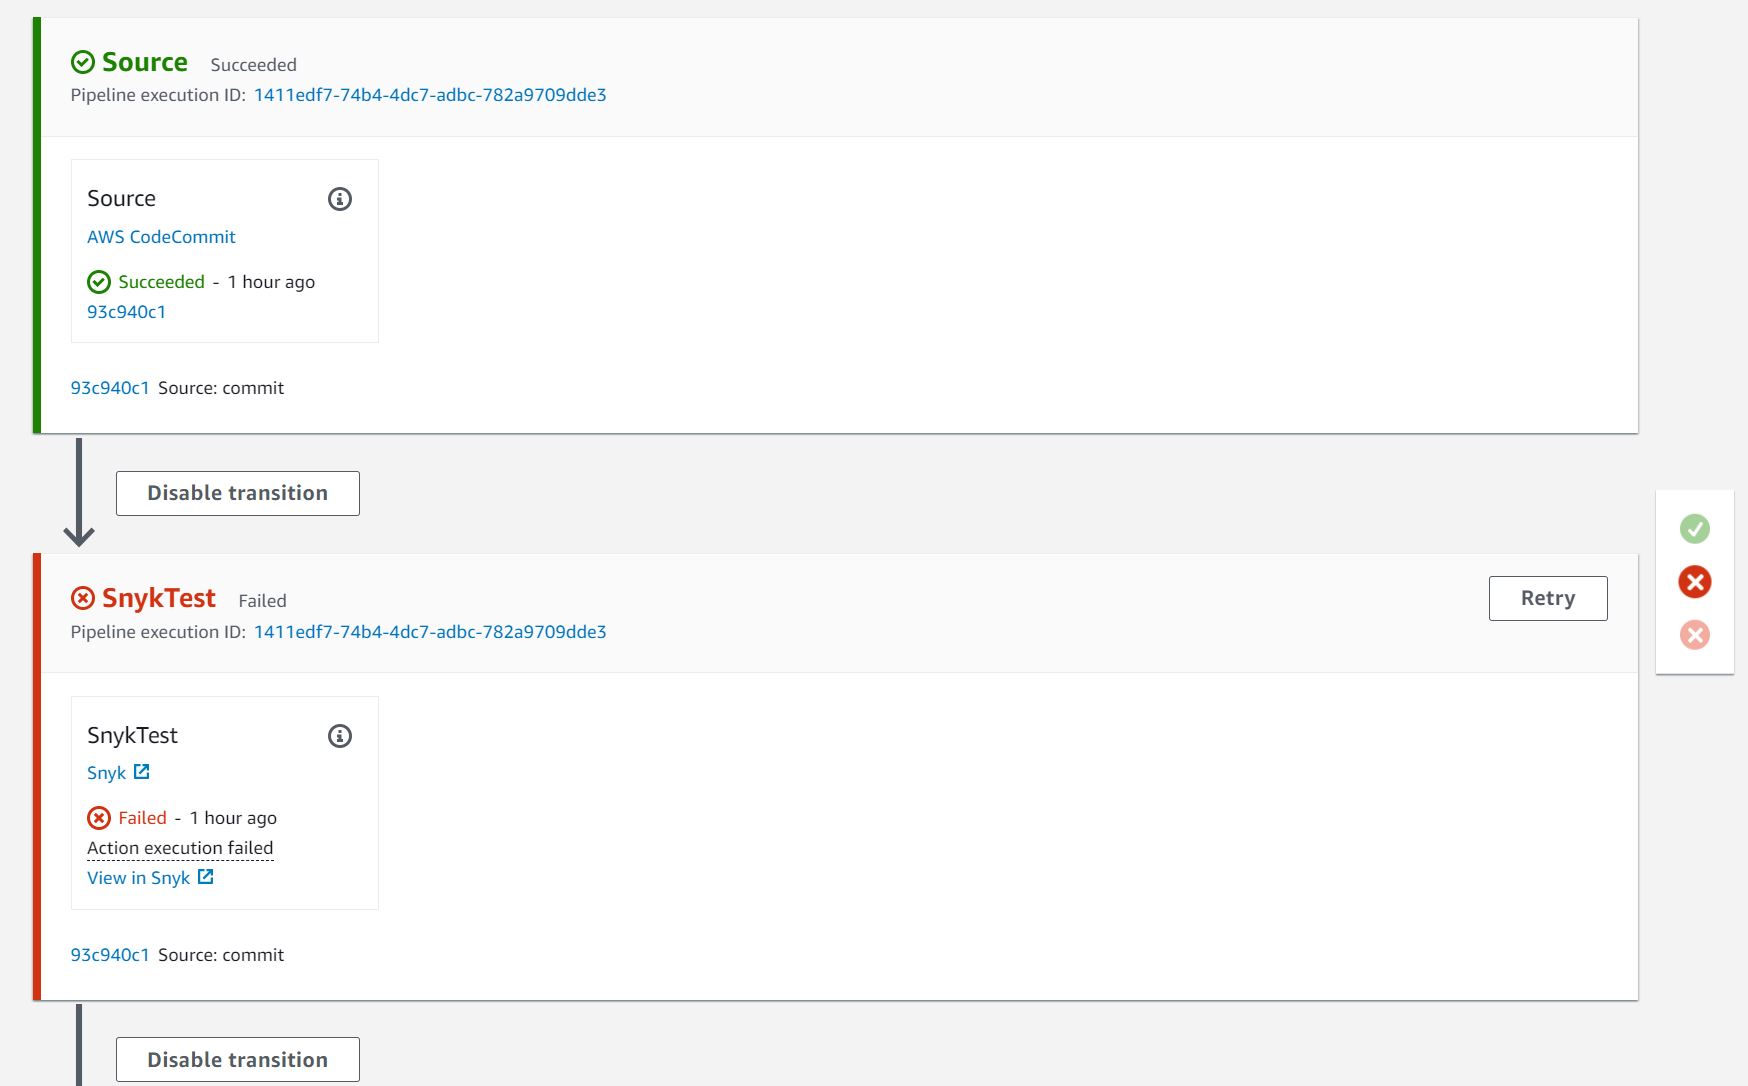 Source Succeeded
Pipeline execution ID: 1411edf7-74b4-4dc7-adbc-782a9709dde3
Source
AWS CodeCommit
Succeeded - 1 hour ago
93c940c1
93c940c1 Source: commit
Disable transition
SnykTest Failed
Retry
Pipeline execution ID: 1411edf7-74b4-4dc7-adbc-782a9709dde3
SnykTest
Snyk
Failed - 1 hour ago
Action execution failed
View in Snyk
93c940c1 Source: commit
Disable transition